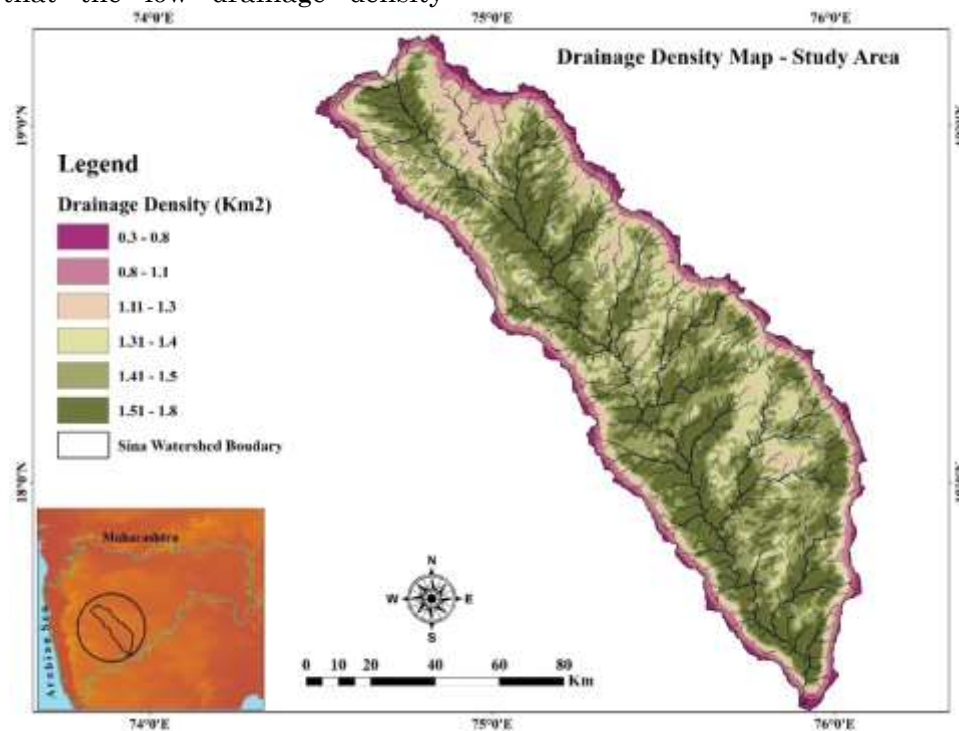 that the low drainage density
74°0'E 75°0'E 76°0'E
Drainage Density Map - Study Area
19°0'N
Legend
Drainage Density (Km2)
0.3 - 0.8
0.8 - 1.1
1.11 - 1.3
1.31 - 1.4
1.41 - 1.5
1.51 - 1.8
Sina Watershed Boudary
18°0'N
Maharashtra
Arabian Sea
N
W E
S
0 10 20 40 60 80
Km
74°0'E 75°0'E 76°0'E